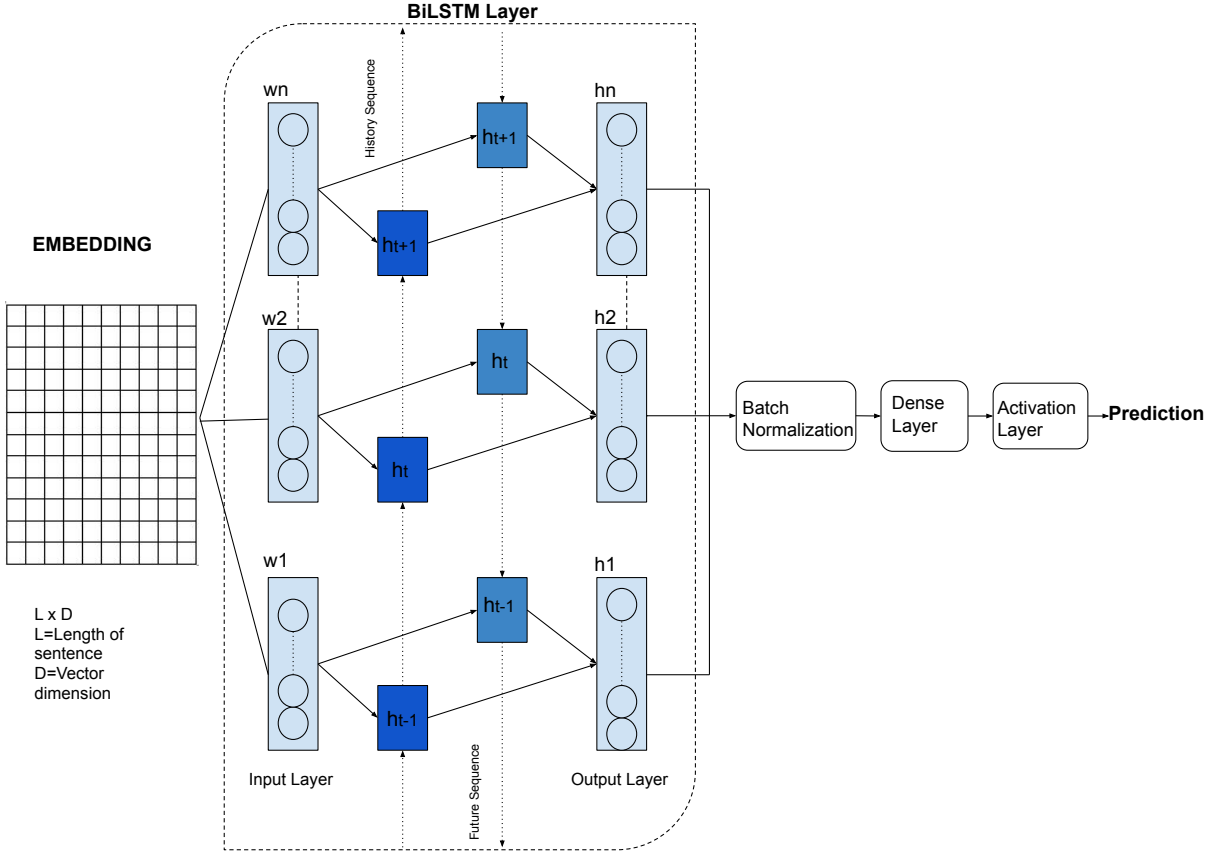 BiLSTM Layer
wn
History Sequence
ht+1
hn
ht+1
EMBEDDING
w2
ht
h2
ht
Batch
Normalization
Dense
Layer
Activation
Layer
Prediction
w1
ht-1
h1
ht-1
L x D
L=Length of
sentence
D=Vector
dimension
Input Layer
Future Sequence
Output Layer